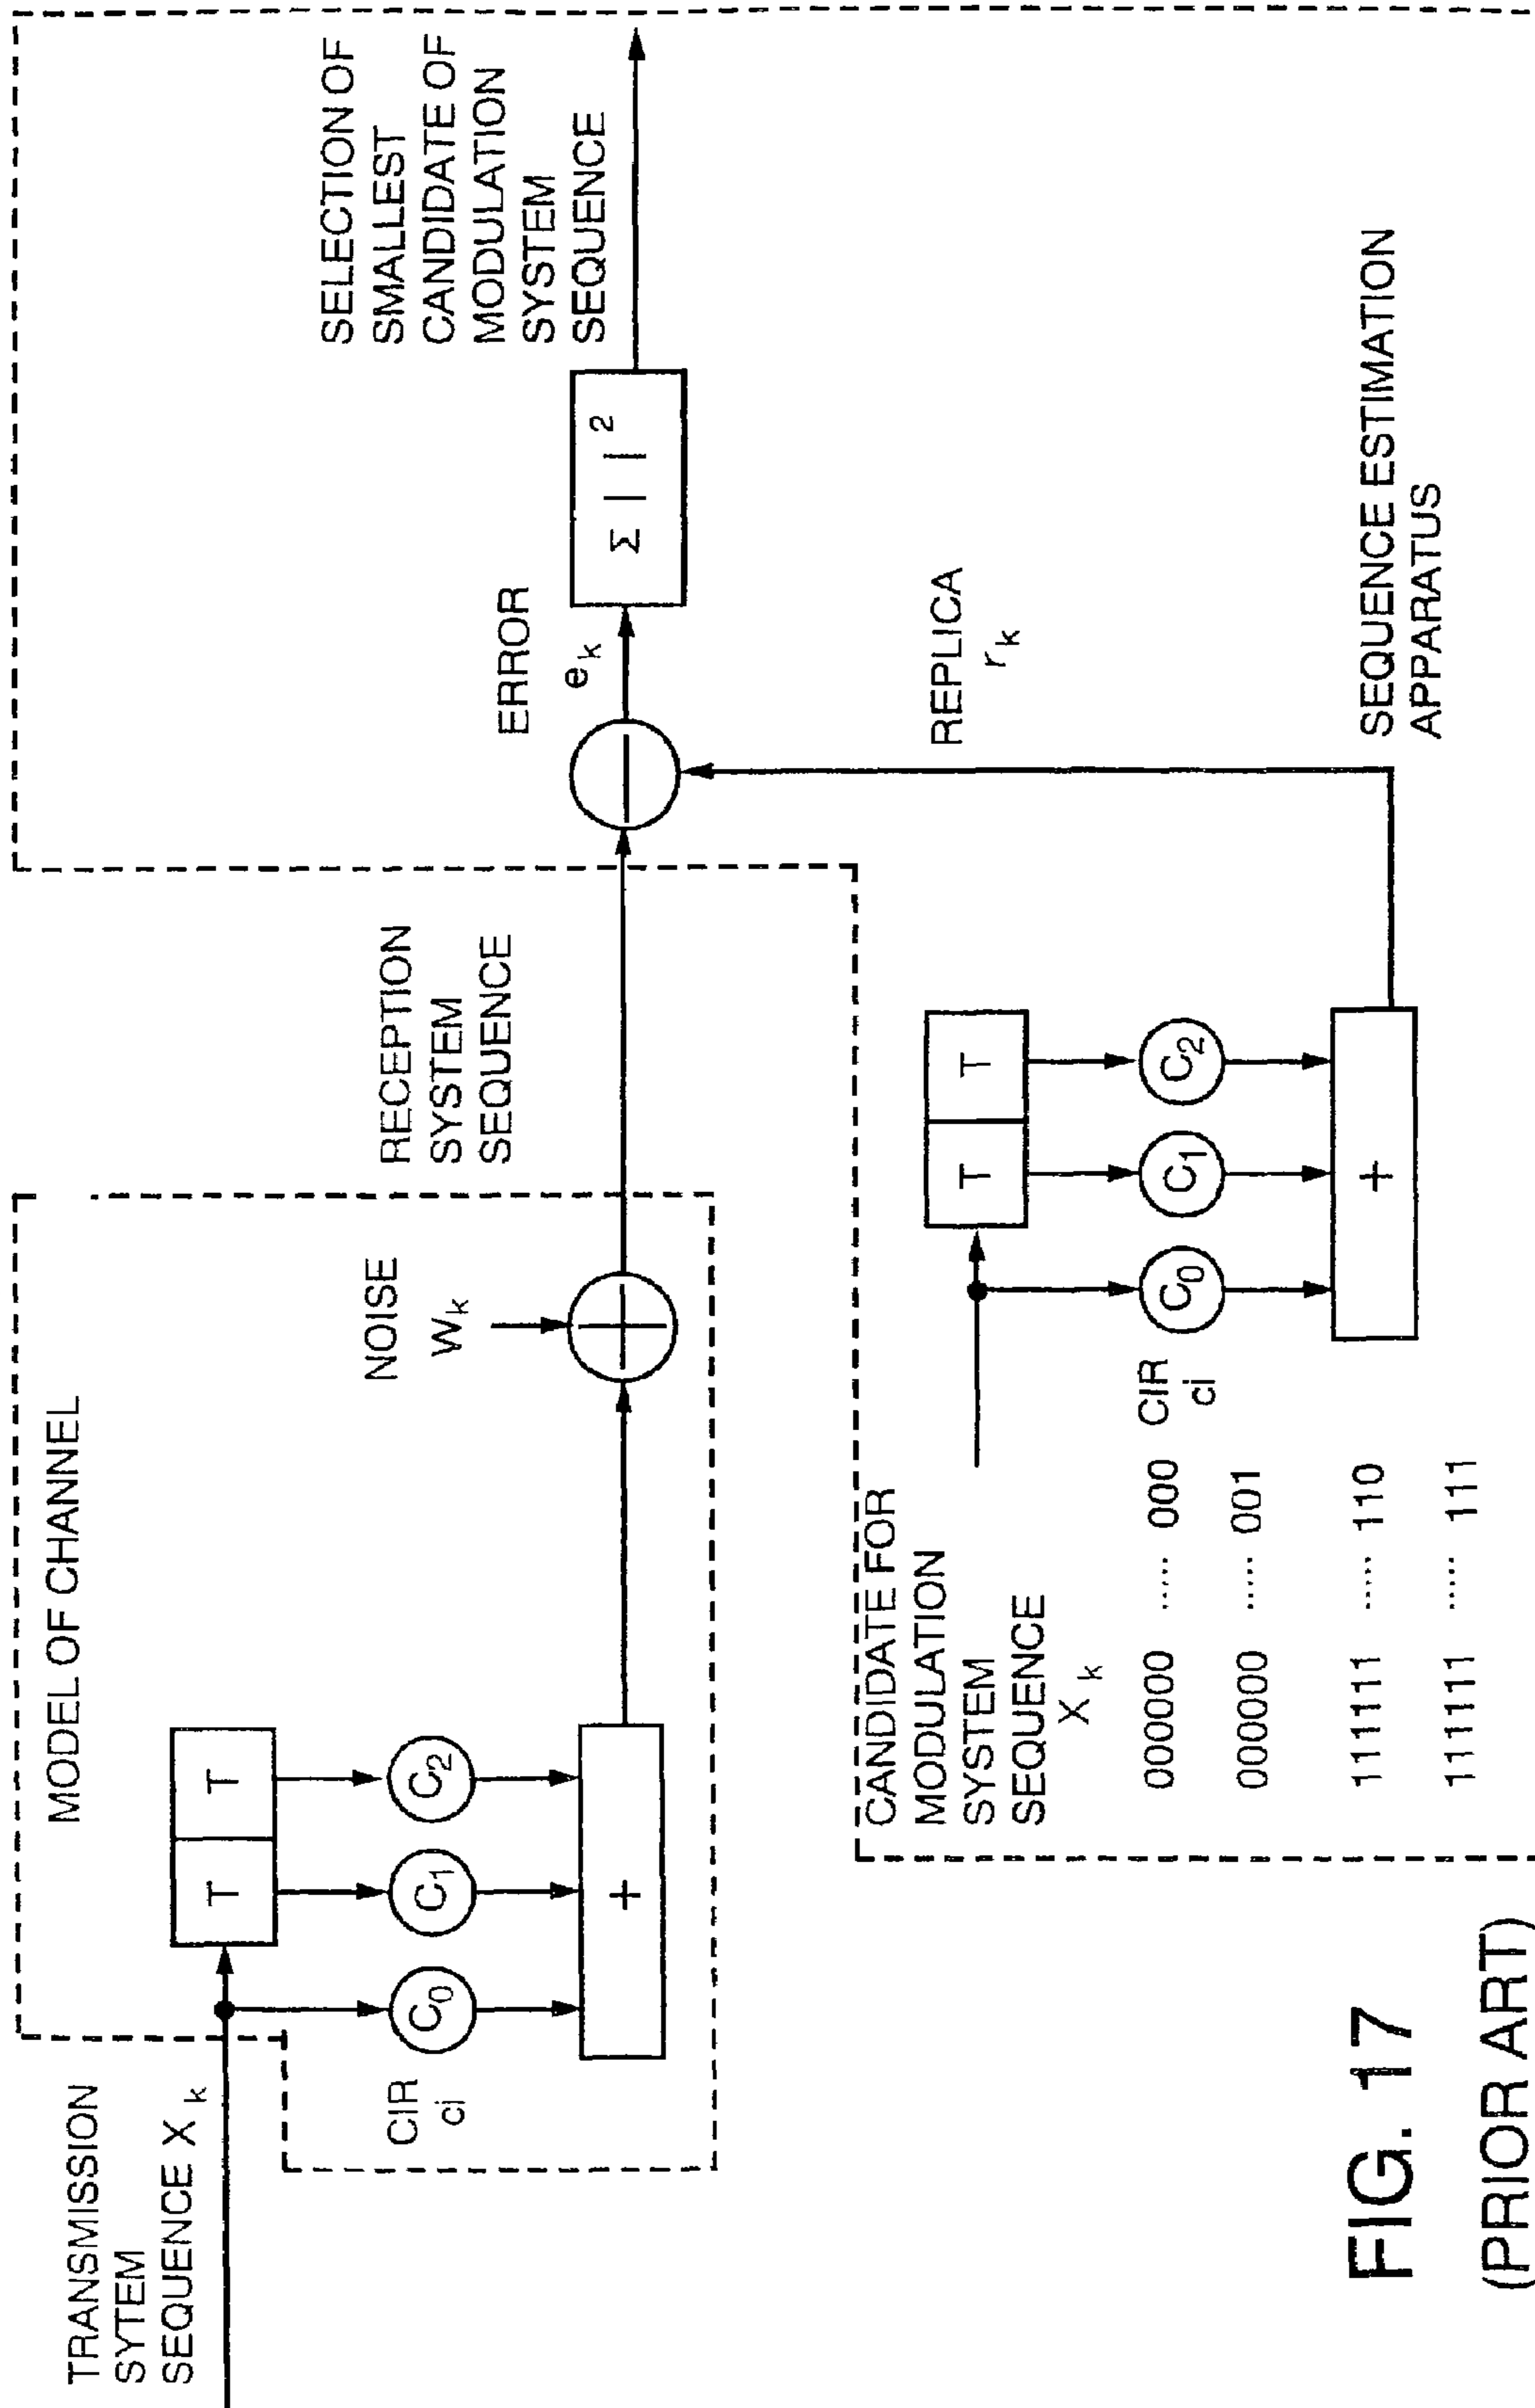 TRANSMISSION
SYTEM
SEQUENCE X k
MODEL OF CHANNEL
T T
CIR
ci
C0 C1 C2
+
NOISE
Wk
RECEPTION
SYSTEM
SEQUENCE
ERROR
ek
Σ | | 2
SELECTION OF
SMALLEST
CANDIDATE OF
MODULATION
SYSTEM
SEQUENCE
CANDIDATE FOR
MODULATION
SYSTEM
SEQUENCE
X k
000000 ..... 000
000000 ..... 001
111111 ..... 110
111111 ..... 111
T T
CIR
ci
C0 C1 C2
+
REPLICA
rk
SEQUENCE ESTIMATION
APPARATUS
FIG. 17
(PRIOR ART)